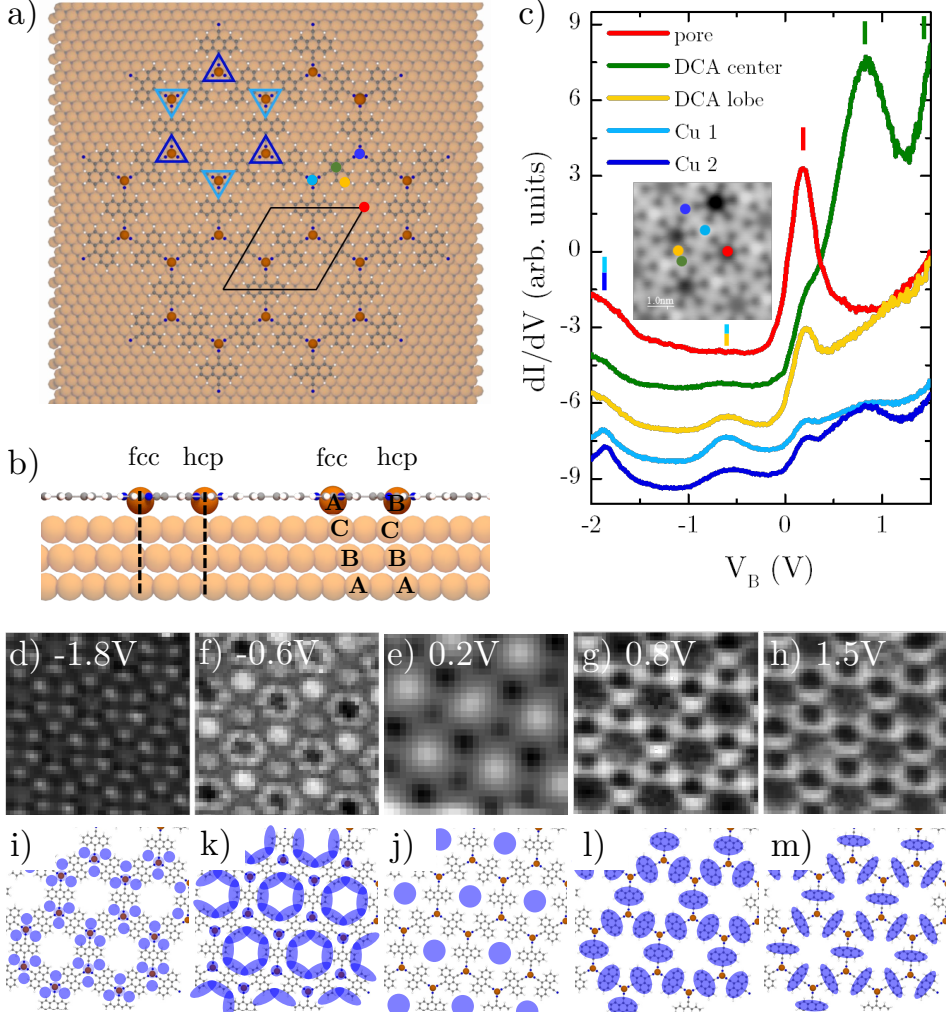 a)
c)
9
6
3
0
-3
-6
-9
dI/dV (arb. units)
pore
DCA center
DCA lobe
Cu 1
Cu 2
1.0nm
-2
-1
0
1
V_B (V)
b)
fcc
hcp
fcc
hcp
A
B
C
C
B
B
A
A
d) -1.8V
f) -0.6V
e) 0.2V
g) 0.8V
h) 1.5V
i)
k)
j)
l)
m)